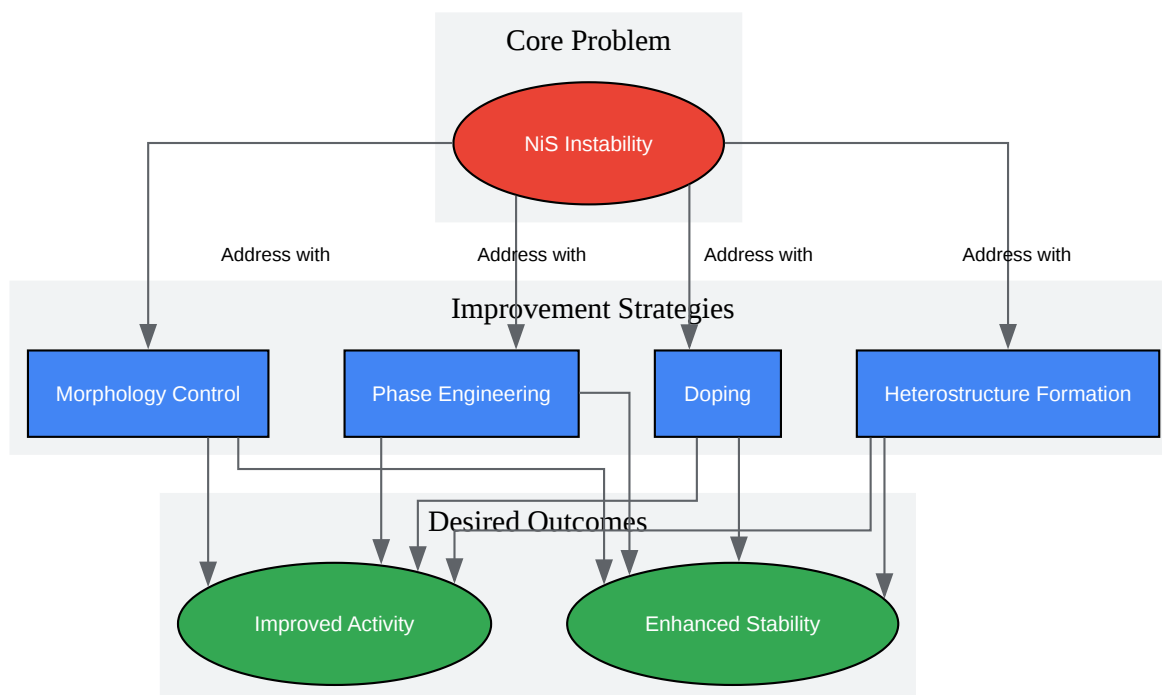 Core Problem
NiS Instability
Address with
Address with
Address with
Address with
Improvement Strategies
Morphology Control
Phase Engineering
Doping
Heterostructure Formation
Desired Outcomes
Improved Activity
Enhanced Stability